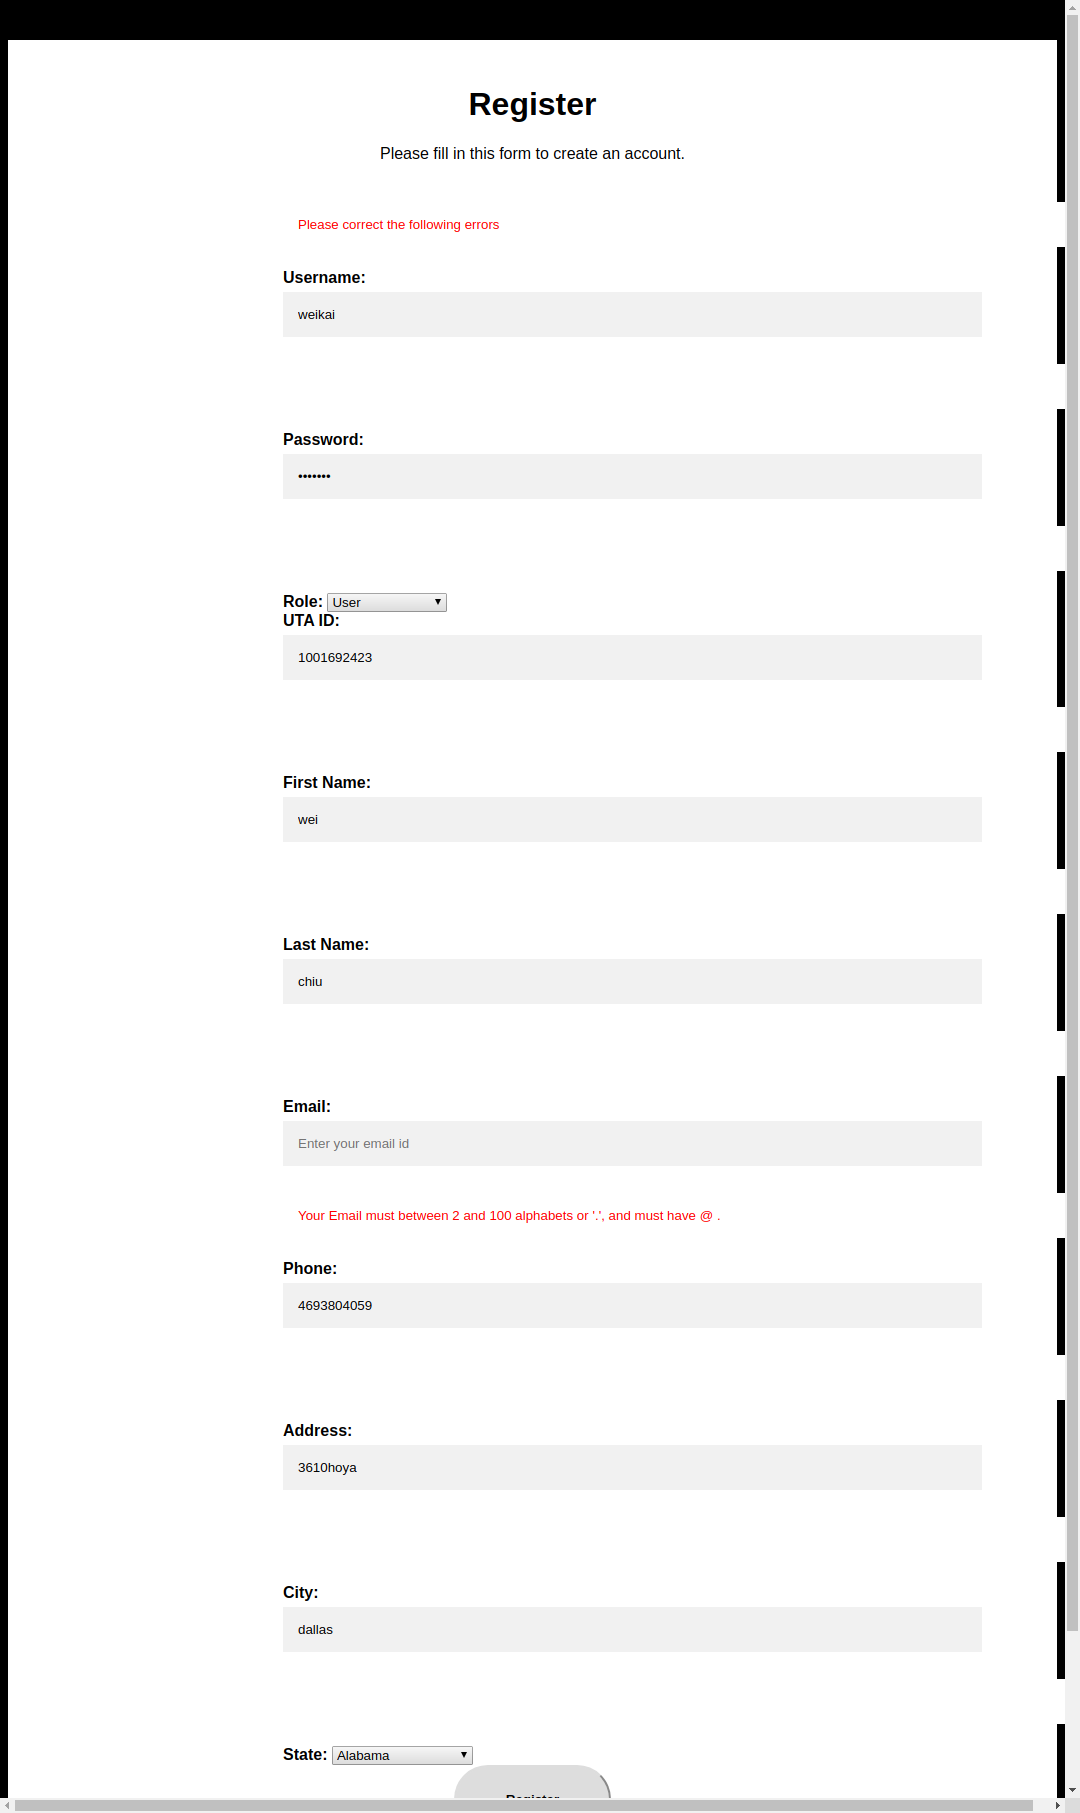 Register
Please fill in this form to create an account.
Please correct the following errors
Username:
weikai
Password:
•••••••
Role: User
UTA ID:
1001692423
First Name:
wei
Last Name:
chiu
Email:
Enter your email id
Your Email must between 2 and 100 alphabets or '.', and must have @ .
Phone:
4693804059
Address:
3610hoya
City:
dallas
State: Alabama
Register